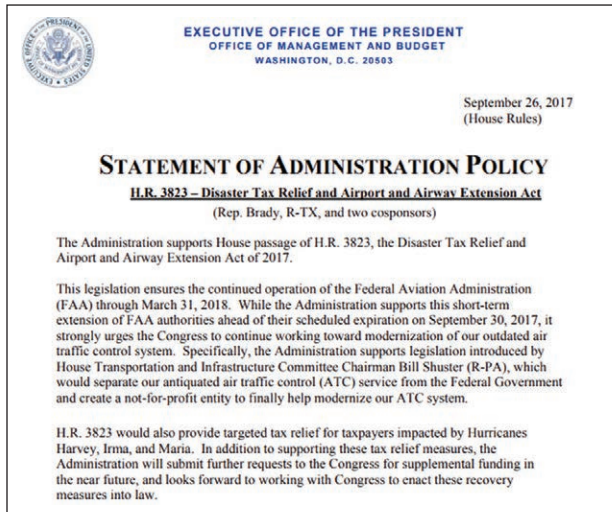 EXECUTIVE OFFICE OF THE PRESIDENT
OFFICE OF MANAGEMENT AND BUDGET
WASHINGTON, D.C. 20503
September 26, 2017
(House Rules)
STATEMENT OF ADMINISTRATION POLICY
H.R. 3823 – Disaster Tax Relief and Airport and Airway Extension Act
(Rep. Brady, R-TX, and two cosponsors)
The Administration supports House passage of H.R. 3823, the Disaster Tax Relief and
Airport and Airway Extension Act of 2017.
This legislation ensures the continued operation of the Federal Aviation Administration
(FAA) through March 31, 2018. While the Administration supports this short-term
extension of FAA authorities ahead of their scheduled expiration on September 30, 2017, it
strongly urges the Congress to continue working toward modernization of our outdated air
traffic control system. Specifically, the Administration supports legislation introduced by
House Transportation and Infrastructure Committee Chairman Bill Shuster (R-PA), which
would separate our antiquated air traffic control (ATC) service from the Federal Government
and create a not-for-profit entity to finally help modernize our ATC system.
H.R. 3823 would also provide targeted tax relief for taxpayers impacted by Hurricanes
Harvey, Irma, and Maria. In addition to supporting these tax relief measures, the
Administration will submit further requests to the Congress for supplemental funding in
the near future, and looks forward to working with Congress to enact these recovery
measures into law.